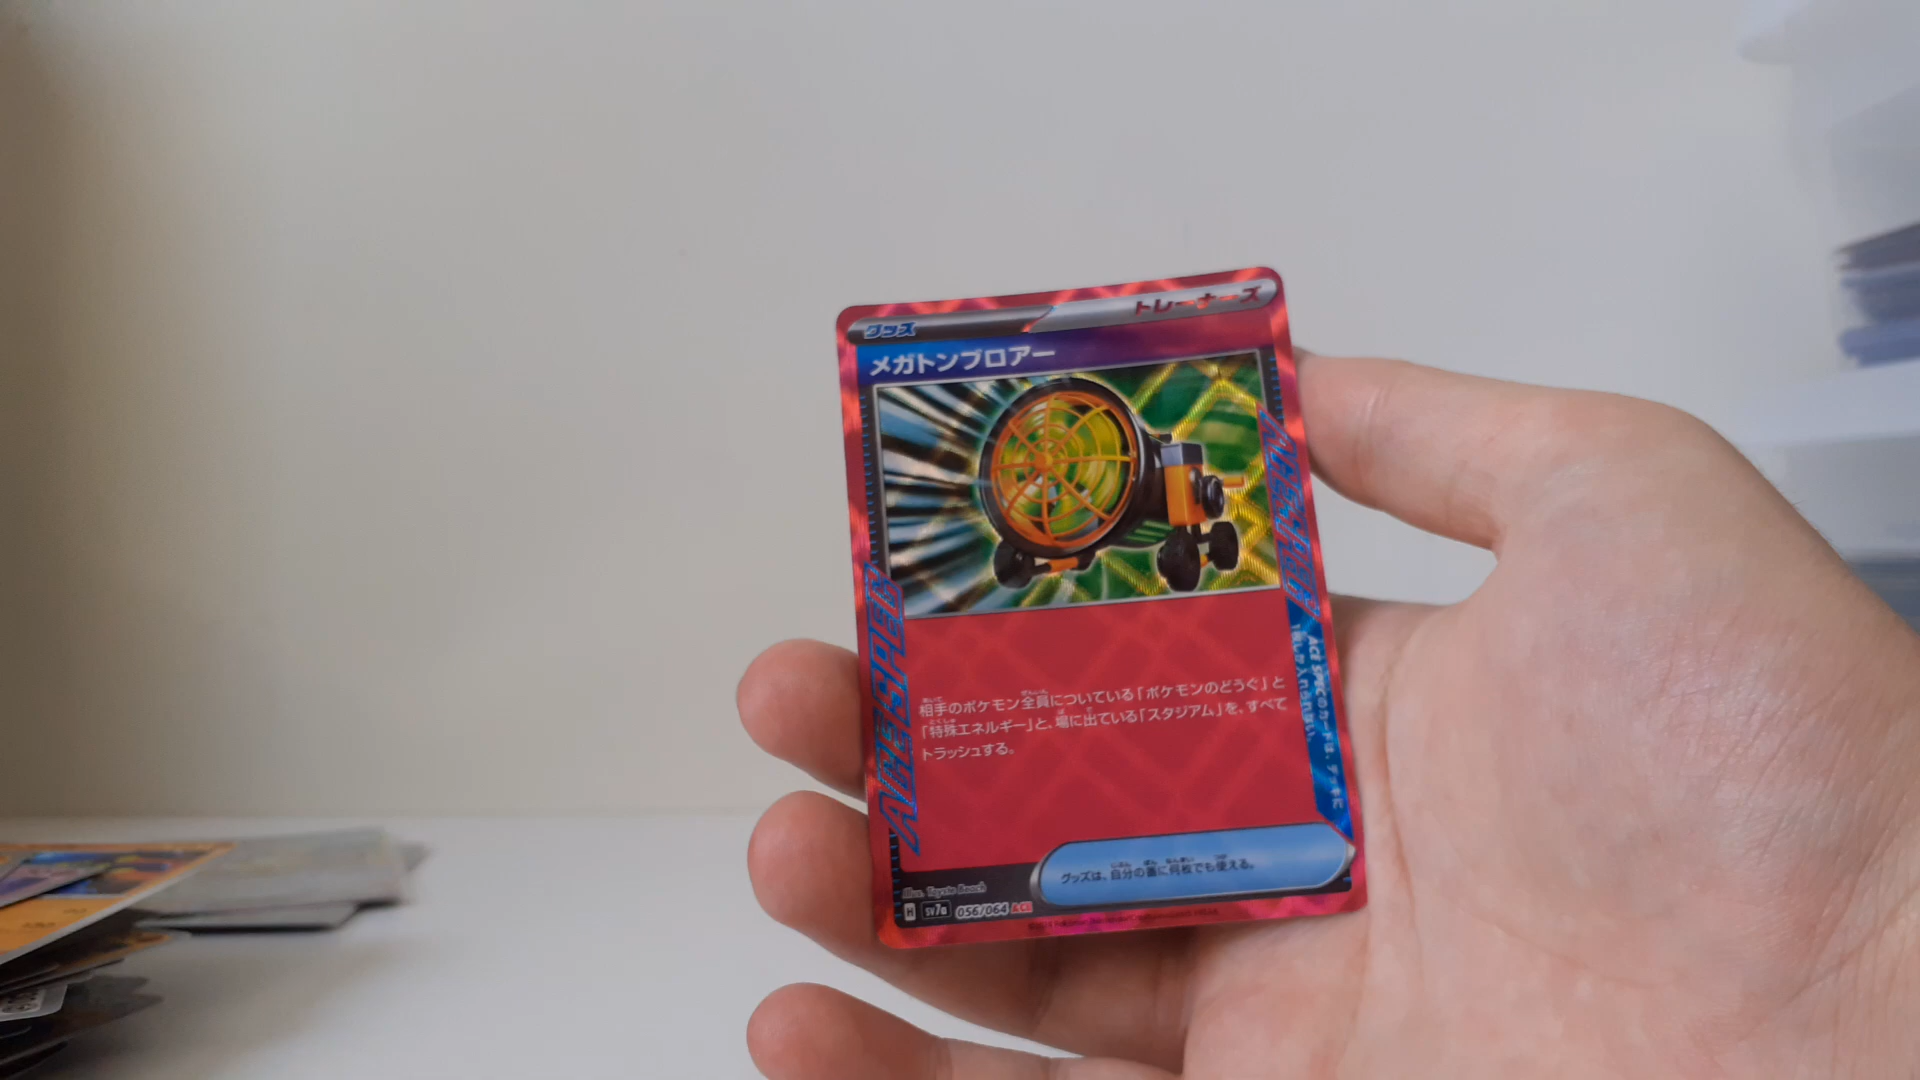 グッズ
トレーナーズ
メガトンブロアー
ACE SPEC
ACE SPEC
ACE SPECのカードは、デッキに
1枚しか入れられない。
相手のポケモン全員についている「ポケモンのどうぐ」と
「特殊エネルギー」と、場に出ている「スタジアム」を、すべて
トラッシュする。
グッズは、自分の番に何枚でも使える。
Illus. Toyste Beach
H sv7a 056/064 ACE